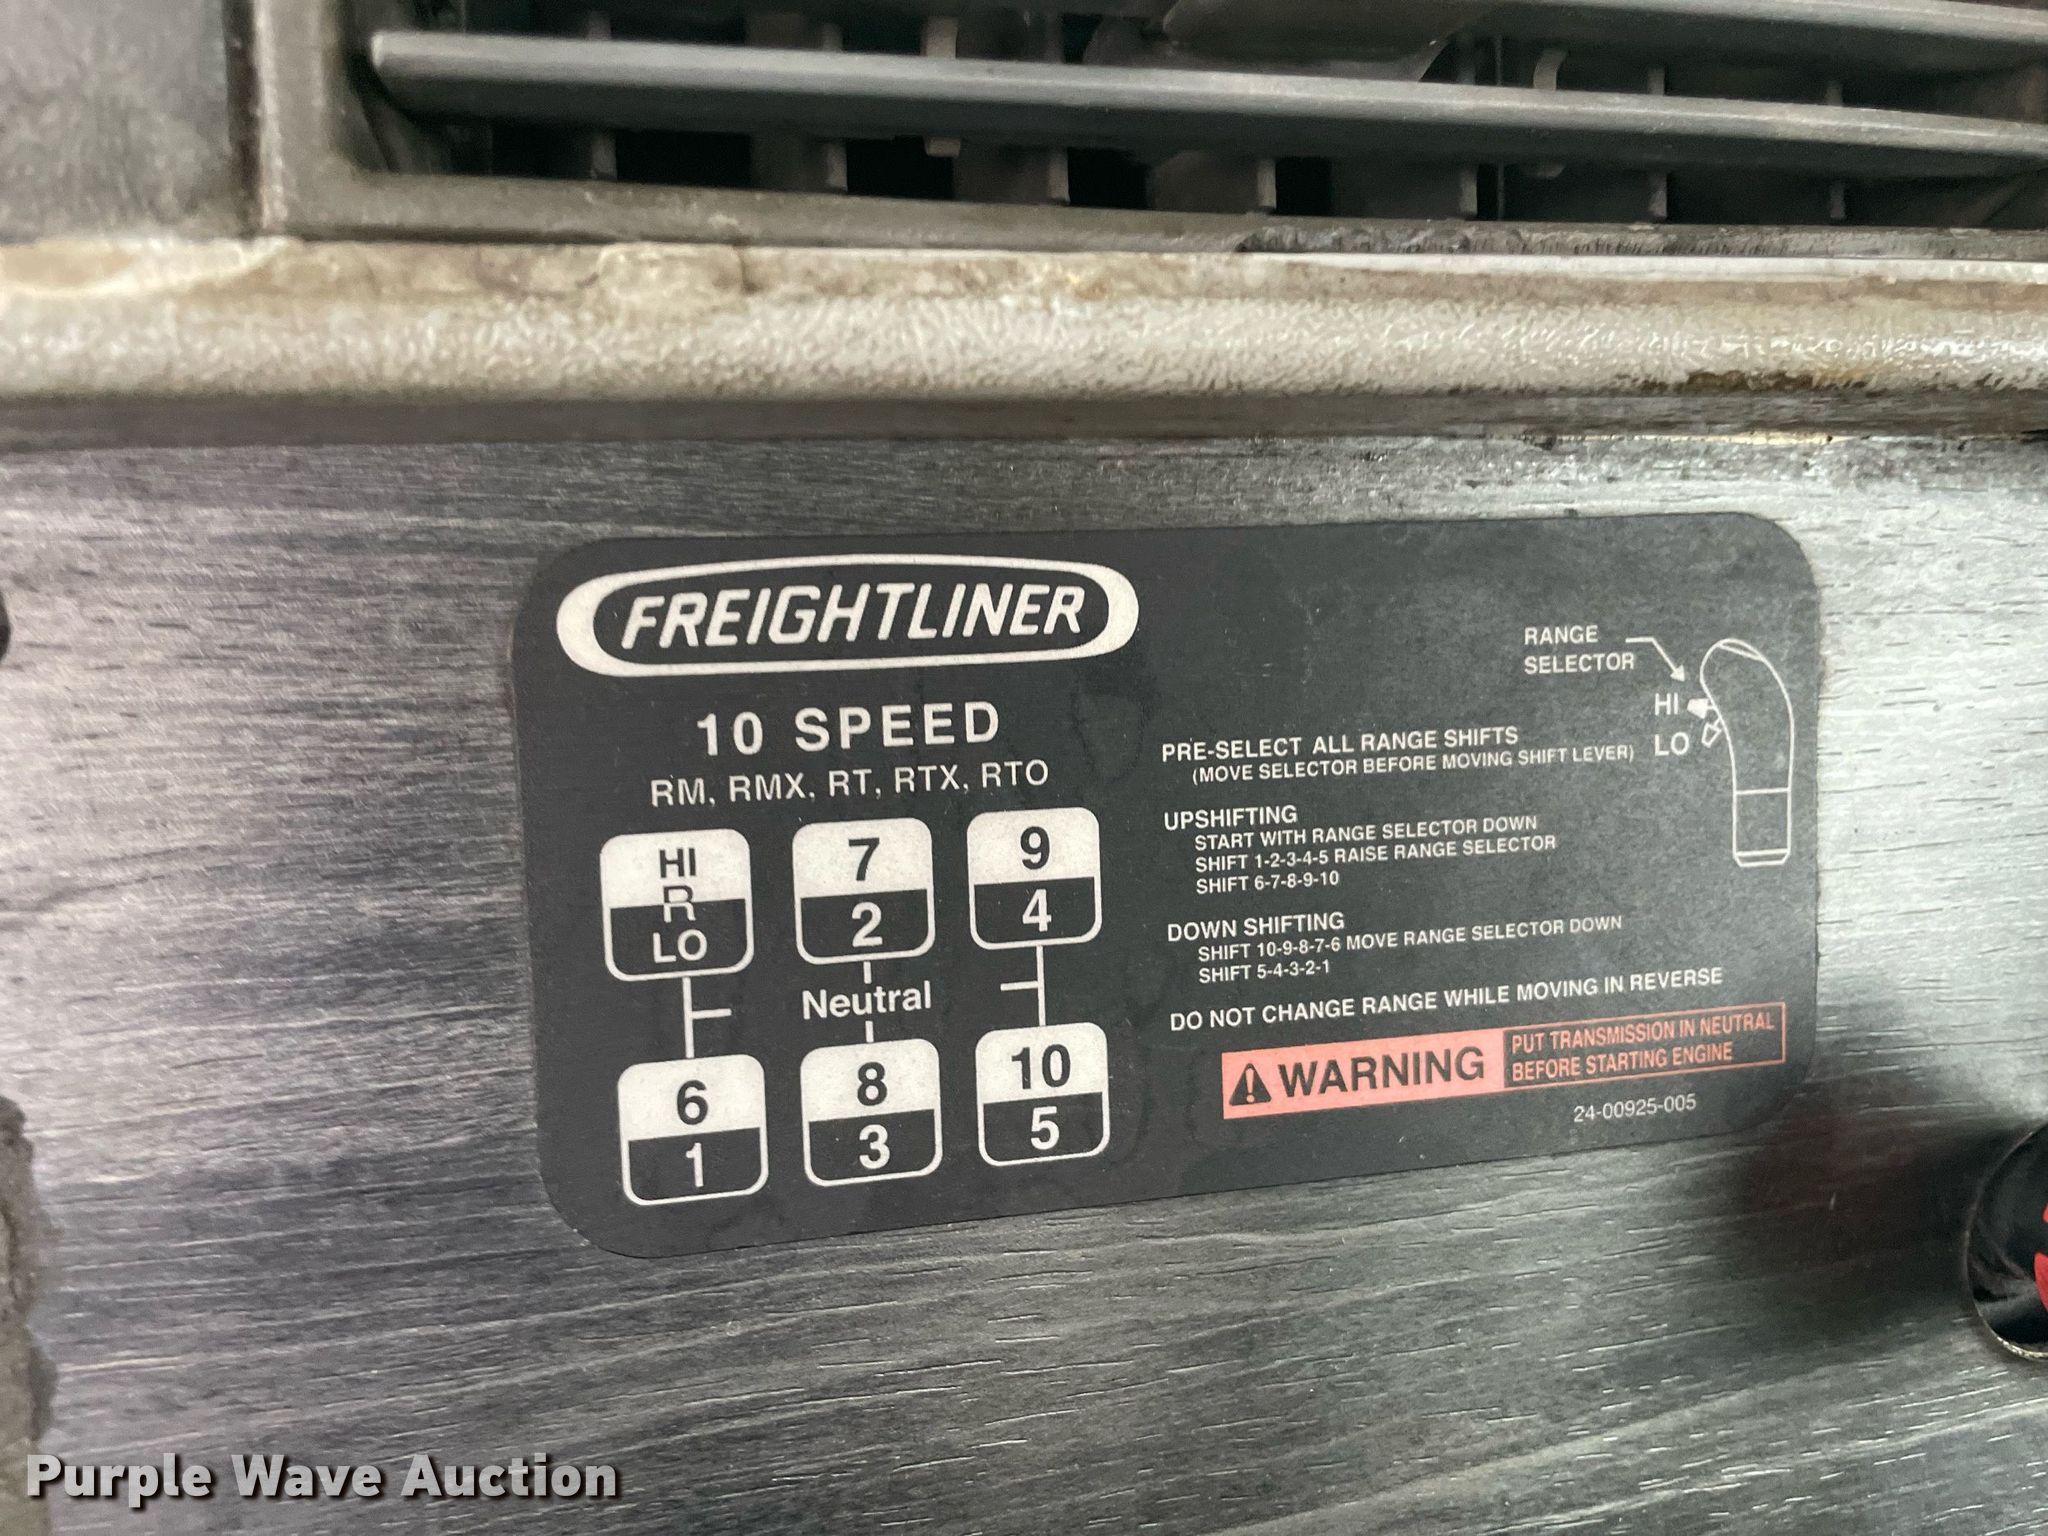 FREIGHTLINER
10 SPEED
RM, RMX, RT, RTX, RTO
HI
R
LO
7
2
9
4
Neutral
6
1
8
3
10
5
RANGE
SELECTOR
HI
LO
PRE-SELECT ALL RANGE SHIFTS
(MOVE SELECTOR BEFORE MOVING SHIFT LEVER)
UPSHIFTING
START WITH RANGE SELECTOR DOWN
SHIFT 1-2-3-4-5 RAISE RANGE SELECTOR
SHIFT 6-7-8-9-10
DOWN SHIFTING
SHIFT 10-9-8-7-6 MOVE RANGE SELECTOR DOWN
SHIFT 5-4-3-2-1
DO NOT CHANGE RANGE WHILE MOVING IN REVERSE
WARNING
PUT TRANSMISSION IN NEUTRAL
BEFORE STARTING ENGINE
24-00925-005
Purple Wave Auction